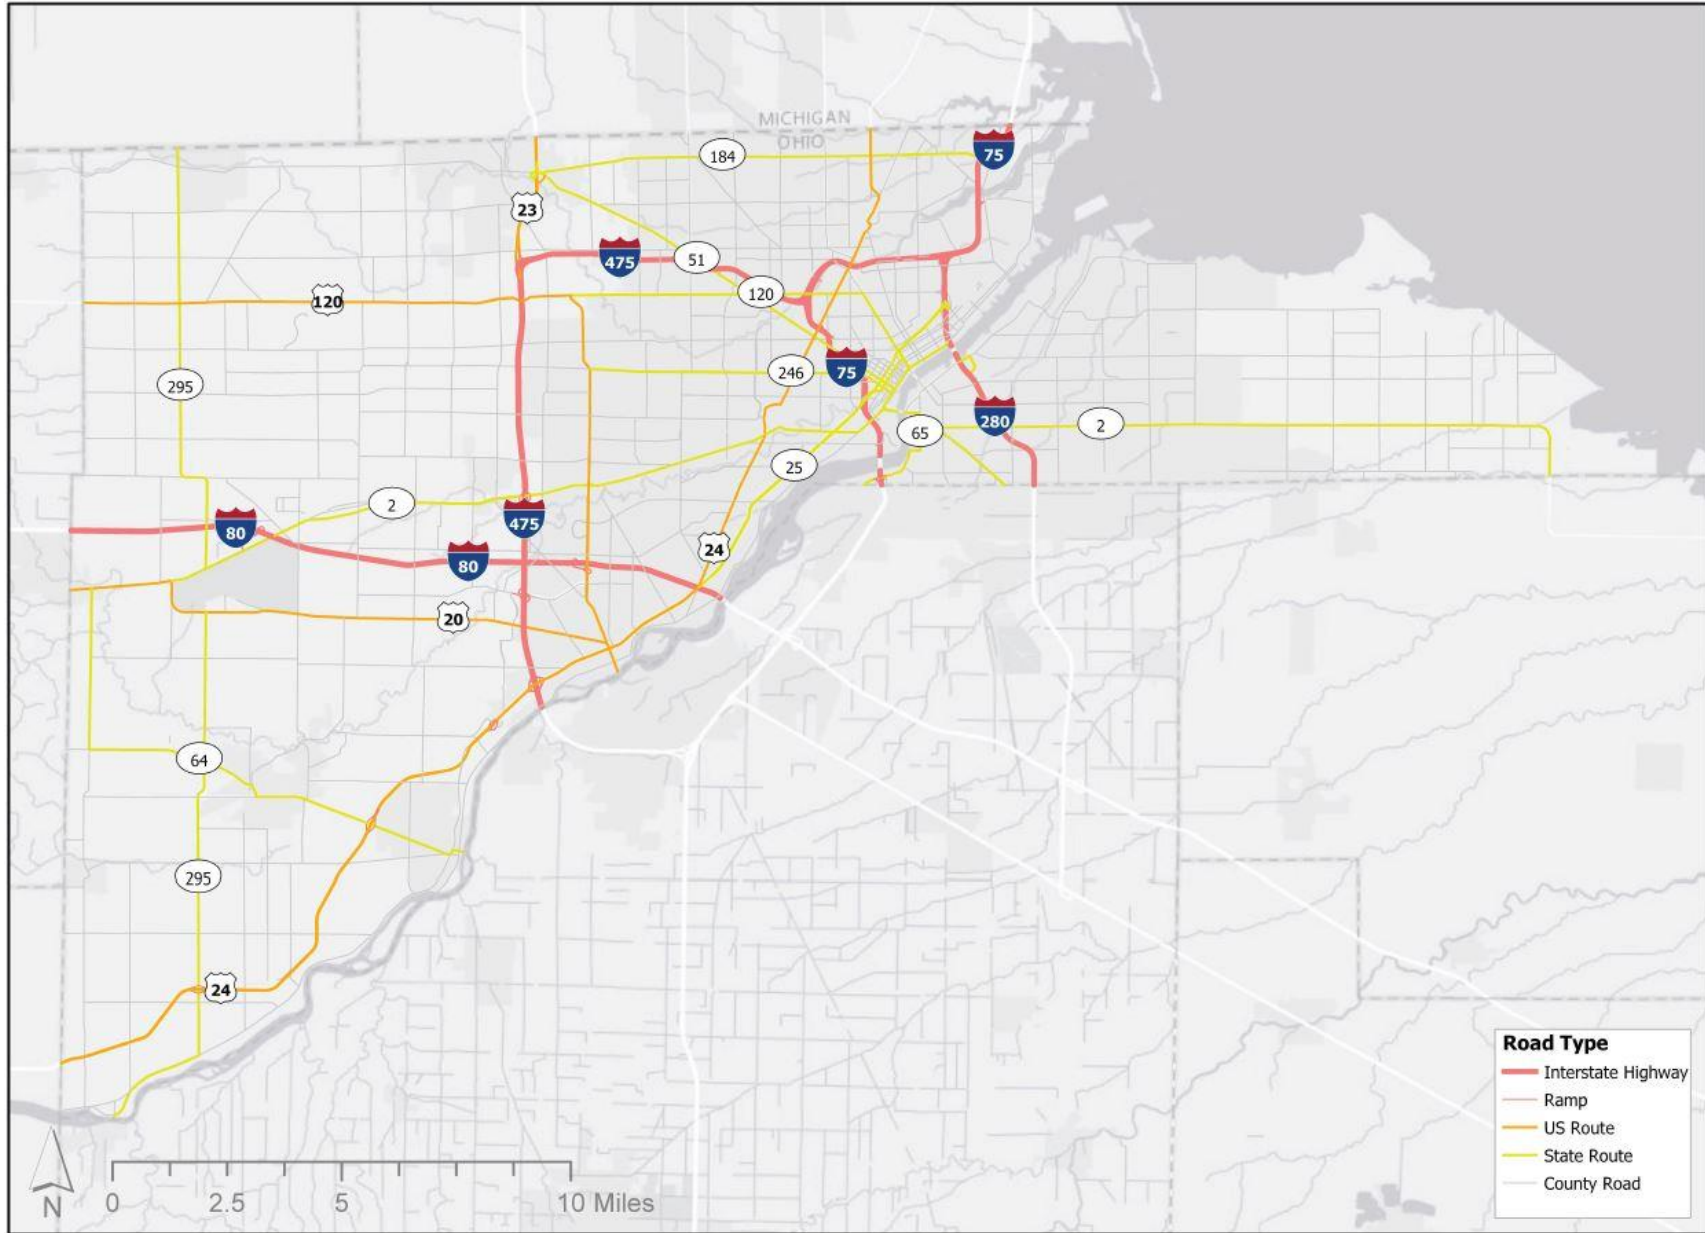 MICHIGAN
OHIO
184
75
23
475
51
120
120
246
75
295
280
65
2
25
2
475
80
80
24
20
64
295
24
Road Type
Interstate Highway
Ramp
US Route
State Route
County Road
N
0 2.5 5 10 Miles